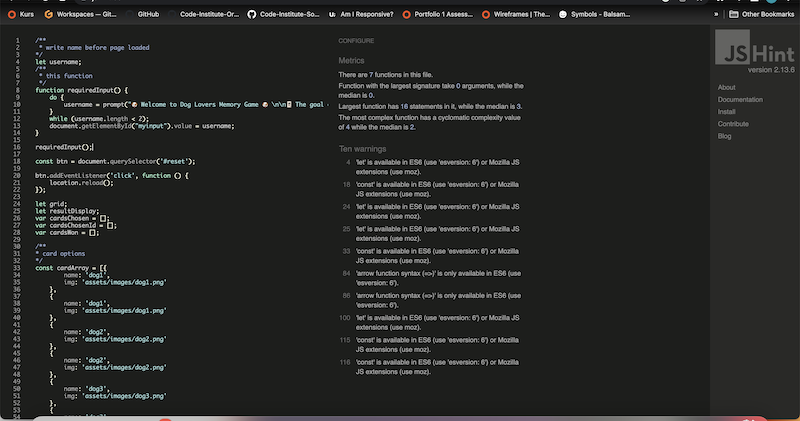 Kurs
Workspaces — Git...
GitHub
Code-Institute-Or...
Code-Institute-So...
Am I Responsive?
Portfolio 1 Assess...
Wireframes | The...
Symbols - Balsam...
»
Other Bookmarks
1 /**
2 * write name before page loaded
3 */
4 let username;
5 /**
6 * this function
7 */
8 function requiredInput() {
9 do {
10 username = prompt("🐶 Welcome to Dog Lovers Memory Game 🐶 \n\n🃏 The goal
11 }
12 while (username.length < 2);
13 document.getElementById("myinput").value = username;
14 }
15
16 requiredInput();
17
18 const btn = document.querySelector('#reset');
19
20 btn.addEventListener('click', function () {
21 location.reload();
22 });
23
24 let grid;
25 let resultDisplay;
26 var cardsChosen = [];
27 var cardsChosenId = [];
28 var cardsWon = [];
29
30 /**
31 * card options
32 */
33 const cardArray = [{
34 name: 'dog1',
35 img: 'assets/images/dog1.png'
36 },
37 {
38 name: 'dog1',
39 img: 'assets/images/dog1.png'
40 },
41 {
42 name: 'dog2',
43 img: 'assets/images/dog2.png'
44 },
45 {
46 name: 'dog2',
47 img: 'assets/images/dog2.png'
48 },
49 {
50 name: 'dog3',
51 img: 'assets/images/dog3.png'
52 },
53 {
54
CONFIGURE
Metrics
There are 7 functions in this file.
Function with the largest signature take 0 arguments, while the
median is 0.
Largest function has 16 statements in it, while the median is 3.
The most complex function has a cyclomatic complexity value
of 4 while the median is 2.
Ten warnings
4 'let' is available in ES6 (use 'esversion: 6') or Mozilla JS
extensions (use moz).
18 'const' is available in ES6 (use 'esversion: 6') or Mozilla
JS extensions (use moz).
24 'let' is available in ES6 (use 'esversion: 6') or Mozilla JS
extensions (use moz).
25 'let' is available in ES6 (use 'esversion: 6') or Mozilla JS
extensions (use moz).
33 'const' is available in ES6 (use 'esversion: 6') or Mozilla
JS extensions (use moz).
84 'arrow function syntax (=>)' is only available in ES6 (use
'esversion: 6').
86 'arrow function syntax (=>)' is only available in ES6 (use
'esversion: 6').
100 'let' is available in ES6 (use 'esversion: 6') or Mozilla JS
extensions (use moz).
115 'const' is available in ES6 (use 'esversion: 6') or Mozilla
JS extensions (use moz).
116 'const' is available in ES6 (use 'esversion: 6') or Mozilla
JS extensions (use moz).
JSHint
version 2.13.6
About
Documentation
Install
Contribute
Blog